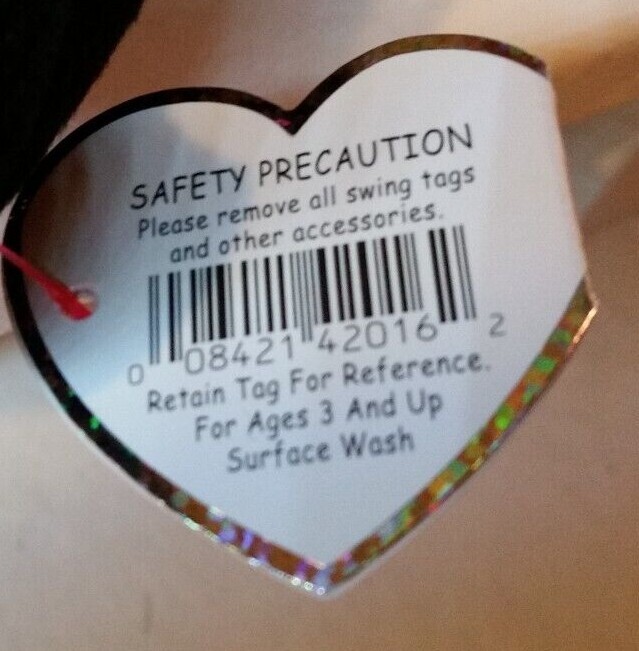 SAFETY PRECAUTION
Please remove all swing tags
and other accessories.
0 08421 42016 2
Retain Tag For Reference.
For Ages 3 And Up
Surface Wash